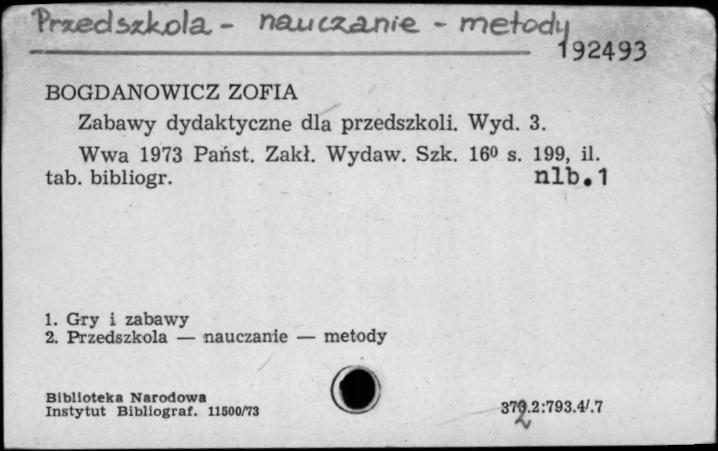 Przedszkola - nauczanie - metody
192493
BOGDANOWICZ ZOFIA
Zabawy dydaktyczne dla przedszkoli. Wyd. 3.
Wwa 1973 Państ. Zakł. Wydaw. Szk. 16⁰ s. 199, il.
tab. bibliogr. nlb.1
1. Gry i zabawy
2. Przedszkola — nauczanie — metody
Biblioteka Narodowa
Instytut Bibliograf. 11500/73
372.2:793.4/.7